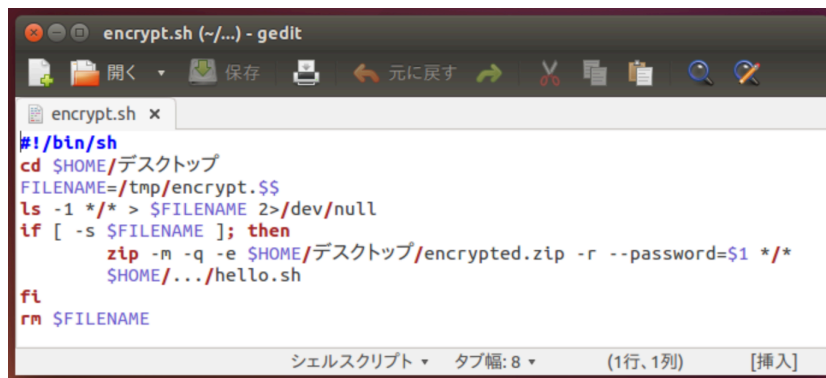 encrypt.sh (~/...) - gedit
開く 保存 元に戻す
encrypt.sh ×
#!/bin/sh
cd $HOME/デスクトップ
FILENAME=/tmp/encrypt.$$
ls -1 */* > $FILENAME 2>/dev/null
if [ -s $FILENAME ]; then
        zip -m -q -e $HOME/デスクトップ/encrypted.zip -r --password=$1 */*
        $HOME/.../hello.sh
fi
rm $FILENAME
シェルスクリプト タブ幅: 8 (1行、1列) [挿入]